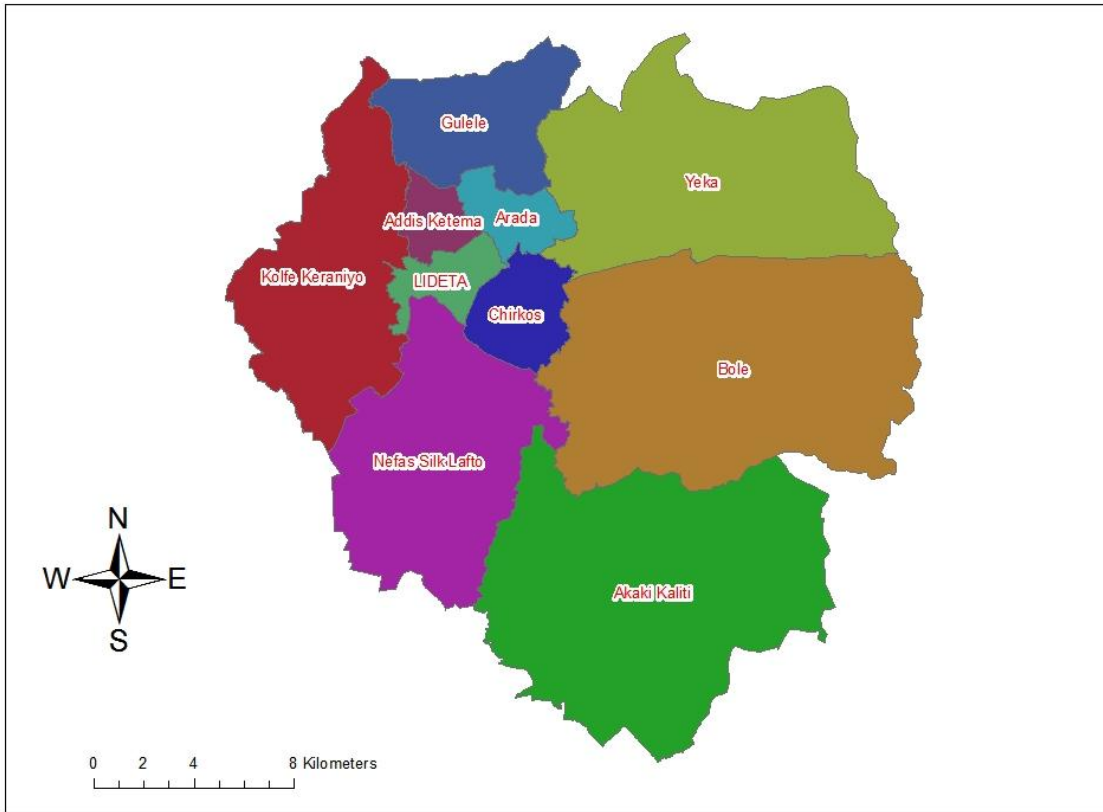 Gulele
Yeka
Addis Ketema
Arada
Kolfe Keraniyo
LIDETA
Chirkos
Bole
Nefas Silk Lafto
Akaki Kaliti
N
W E
S
0 2 4 8 Kilometers